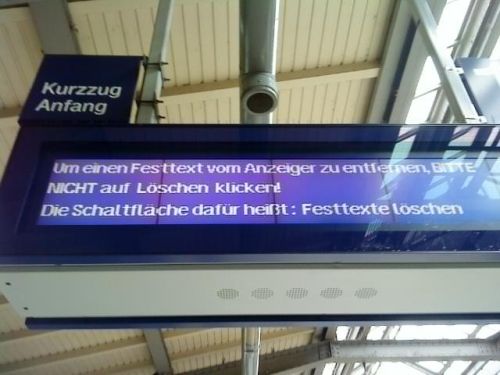 Kurzzug
Anfang
Um einen Festtext vom Anzeiger zu entfernen, BITTE
NICHT auf Löschen klicken!
Die Schaltfläche dafür heißt: Festtexte löschen